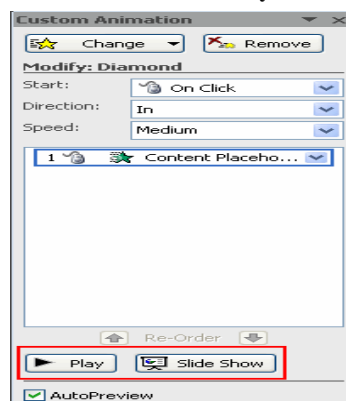 Custom Animation
Change Remove
Modify: Diamond
Start: On Click
Direction: In
Speed: Medium
1 Content Placeho...
Re-Order
Play Slide Show
AutoPreview